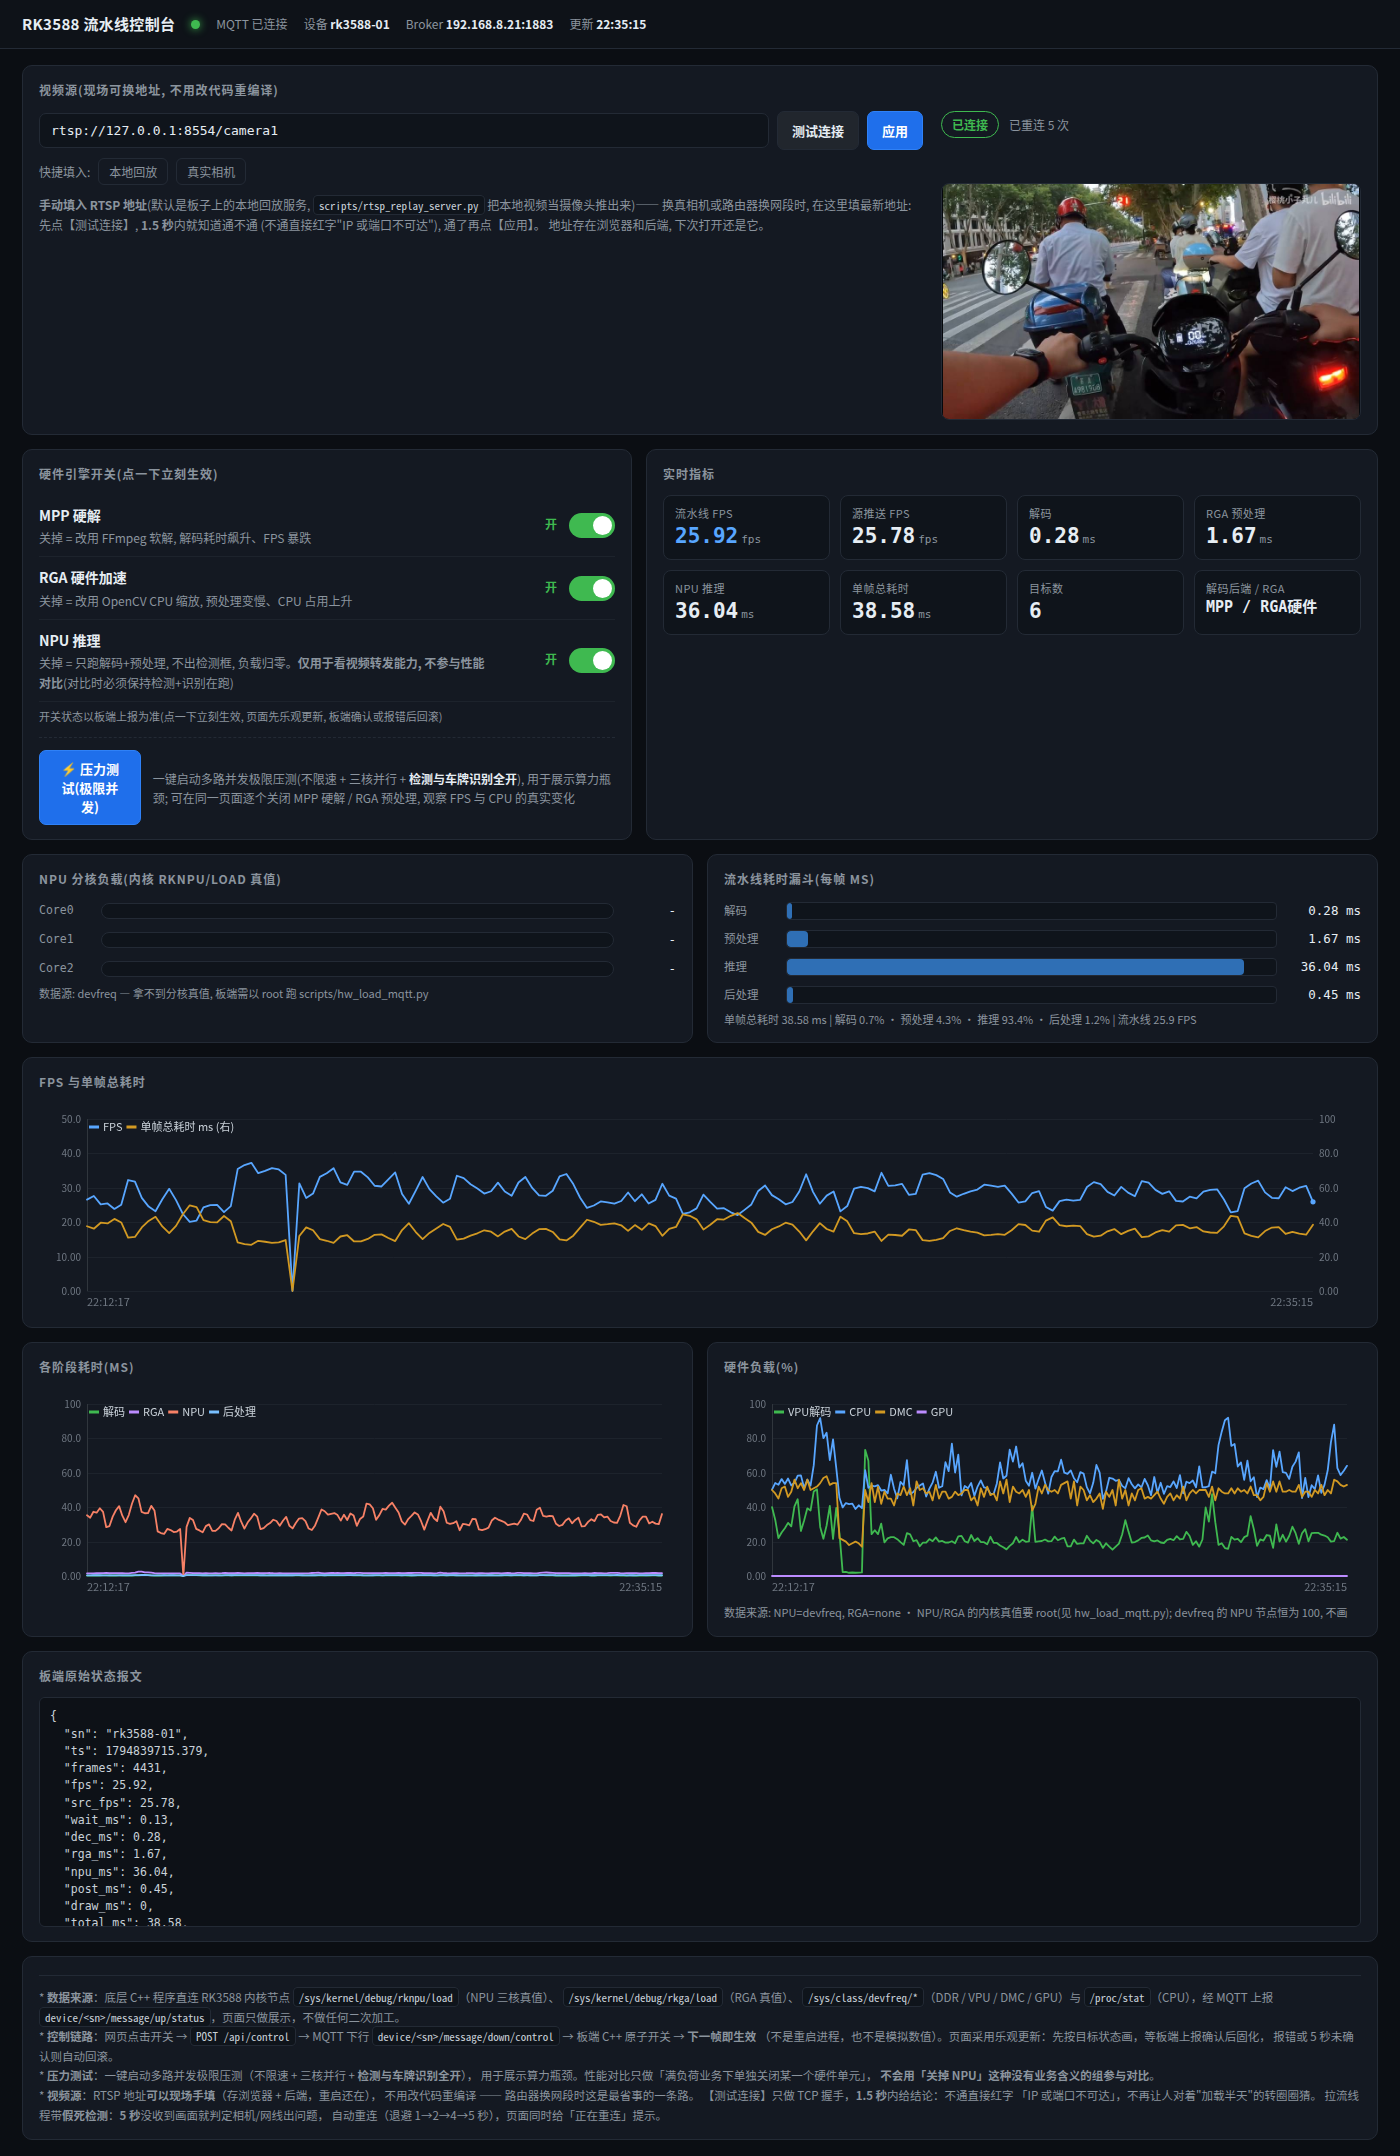 RK3588 流水线控制台 MQTT 已连接 设备 rk3588-01 Broker 192.168.8.21:1883 更新 22:35:15
视频源(现场可换地址, 不用改代码重编译)
rtsp://127.0.0.1:8554/camera1 测试连接 应用 已连接 已重连 5 次
快捷填入: 本地回放 真实相机
手动填入 RTSP 地址(默认是板子上的本地回放服务, scripts/rtsp_replay_server.py 把本地视频当摄像头推出来)—— 换真相机或路由器换网段时, 在这里填最新地址:
先点【测试连接】, 1.5 秒内就知道通不通 (不通直接红字"IP 或端口不可达"), 通了再点【应用】。 地址存在浏览器和后端, 下次打开还是它。
硬件引擎开关(点一下立刻生效)
MPP 硬解
关掉 = 改用 FFmpeg 软解, 解码耗时飙升、FPS 暴跌
开
RGA 硬件加速
关掉 = 改用 OpenCV CPU 缩放, 预处理变慢、CPU 占用上升
开
NPU 推理
关掉 = 只跑解码+预处理, 不出检测框, 负载归零。仅用于看视频转发能力, 不参与性能
对比(对比时必须保持检测+识别在跑)
开
开关状态以板端上报为准(点一下立刻生效, 页面先乐观更新, 板端确认或报错后回滚)
⚡ 压力测
试(极限并
发)
一键启动多路并发极限压测(不限速 + 三核并行 + 检测与车牌识别全开), 用于展示算力瓶
颈; 可在同一页面逐个关闭 MPP 硬解 / RGA 预处理, 观察 FPS 与 CPU 的真实变化
实时指标
流水线 FPS
25.92 fps
源推送 FPS
25.78 fps
解码
0.28 ms
RGA 预处理
1.67 ms
NPU 推理
36.04 ms
单帧总耗时
38.58 ms
目标数
6
解码后端 / RGA
MPP / RGA硬件
NPU 分核负载(内核 RKNPU/LOAD 真值)
Core0 -
Core1 -
Core2 -
数据源: devfreq — 拿不到分核真值, 板端需以 root 跑 scripts/hw_load_mqtt.py
流水线耗时漏斗(每帧 MS)
解码 0.28 ms
预处理 1.67 ms
推理 36.04 ms
后处理 0.45 ms
单帧总耗时 38.58 ms | 解码 0.7% · 预处理 4.3% · 推理 93.4% · 后处理 1.2% | 流水线 25.9 FPS
FPS 与单帧总耗时
FPS 单帧总耗时 ms (右)
50.0 100
40.0 80.0
30.0 60.0
20.0 40.0
10.00 20.0
0.00 0.00
22:12:17 22:35:15
各阶段耗时(MS)
解码 RGA NPU 后处理
100
80.0
60.0
40.0
20.0
0.00
22:12:17 22:35:15
硬件负载(%)
VPU解码 CPU DMC GPU
100
80.0
60.0
40.0
20.0
0.00
22:12:17 22:35:15
数据来源: NPU=devfreq, RGA=none · NPU/RGA 的内核真值要 root(见 hw_load_mqtt.py); devfreq 的 NPU 节点恒为 100, 不画
板端原始状态报文
{
"sn": "rk3588-01",
"ts": 1794839715.379,
"frames": 4431,
"fps": 25.92,
"src_fps": 25.78,
"wait_ms": 0.13,
"dec_ms": 0.28,
"rga_ms": 1.67,
"npu_ms": 36.04,
"post_ms": 0.45,
"draw_ms": 0,
"total_ms": 38.58,
* 数据来源：底层 C++ 程序直连 RK3588 内核节点 /sys/kernel/debug/rknpu/load （NPU 三核真值）、 /sys/kernel/debug/rkga/load （RGA 真值）、 /sys/class/devfreq/* （DDR / VPU / DMC / GPU）与 /proc/stat （CPU），经 MQTT 上报
device/<sn>/message/up/status ，页面只做展示，不做任何二次加工。
* 控制链路：网页点击开关 → POST /api/control → MQTT 下行 device/<sn>/message/down/control → 板端 C++ 原子开关 → 下一帧即生效 （不是重启进程，也不是模拟数值）。页面采用乐观更新：先按目标状态画，等板端上报确认后固化， 报错或 5 秒未确
认则自动回滚。
* 压力测试：一键启动多路并发极限压测（不限速 + 三核并行 + 检测与车牌识别全开）， 用于展示算力瓶颈。性能对比只做「满负荷业务下单独关闭某一个硬件单元」， 不会用「关掉 NPU」这种没有业务含义的组参与对比。
* 视频源：RTSP 地址可以现场手填（存浏览器 + 后端，重启还在）， 不用改代码重编译 —— 路由器换网段时这是最省事的一条路。 【测试连接】只做 TCP 握手，1.5 秒内给结论：不通直接红字 「IP 或端口不可达」，不再让人对着"加载半天"的转圈圈猜。 拉流线
程带假死检测：5 秒没收到画面就判定相机/网线出问题， 自动重连（退避 1→2→4→5 秒），页面同时给「正在重连」提示。